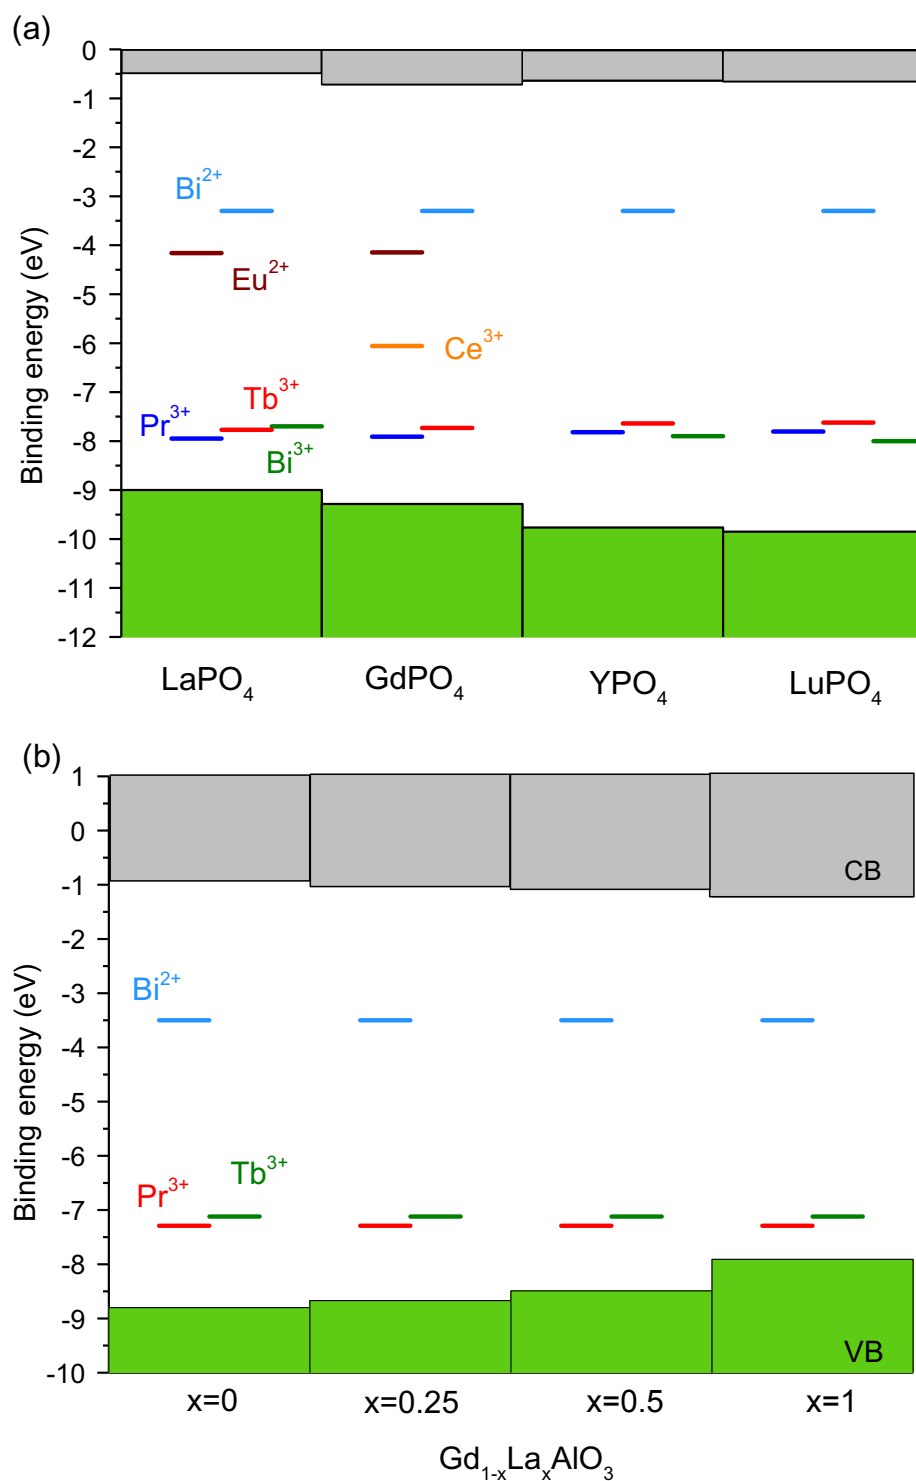 (a)
Binding energy (eV)
0
-1
-2
-3
-4
-5
-6
-7
-8
-9
-10
-11
-12
Bi²⁺
Eu²⁺
Ce³⁺
Tb³⁺
Pr³⁺
Bi³⁺
LaPO₄ GdPO₄ YPO₄ LuPO₄
(b)
Binding energy (eV)
1
0
-1
-2
-3
-4
-5
-6
-7
-8
-9
-10
CB
Bi²⁺
Tb³⁺
Pr³⁺
VB
x=0 x=0.25 x=0.5 x=1
Gd₁₋ₓLaₓAlO₃